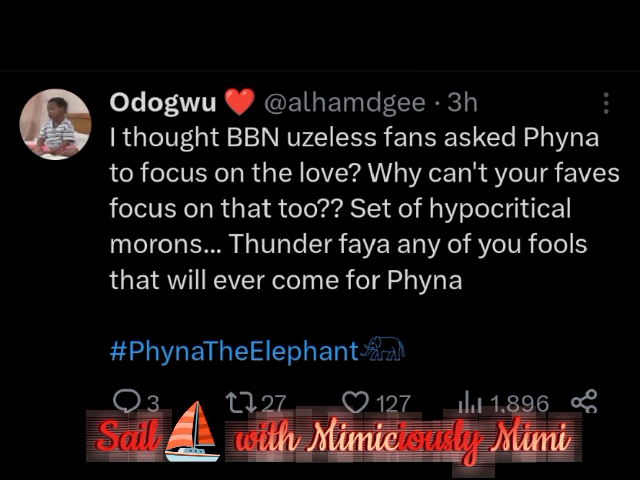 Odogwu ❤️ @alhamdgee · 3h
I thought BBN uzeless fans asked Phyna
to focus on the love? Why can't your faves
focus on that too?? Set of hypocritical
morons... Thunder faya any of you fools
that will ever come for Phyna
#PhynaTheElephant
3 27 127 1,896
Sail with Mimiciously Mimi